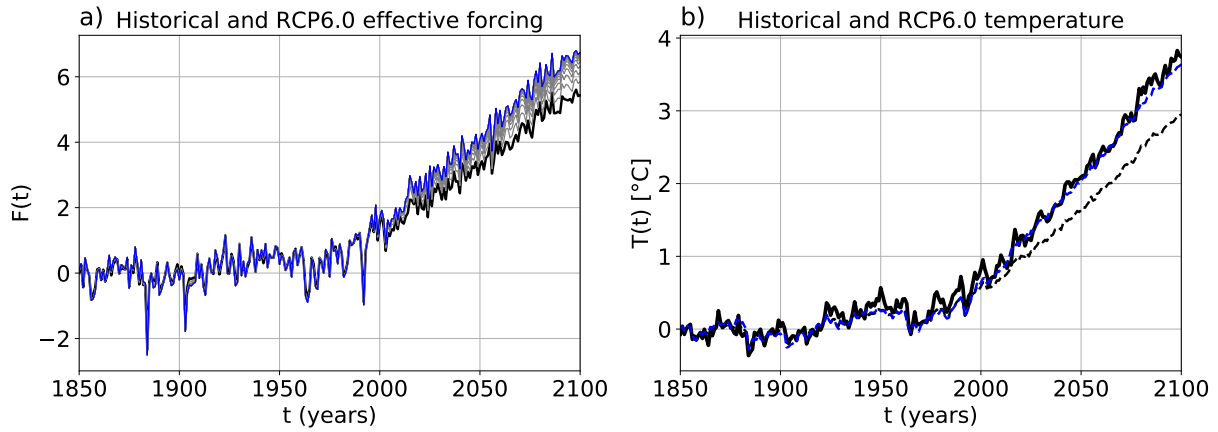 a) Historical and RCP6.0 effective forcing
F(t)
6
4
2
0
−2
1850 1900 1950 2000 2050 2100
t (years)
b) Historical and RCP6.0 temperature
T(t) [°C]
4
3
2
1
0
1850 1900 1950 2000 2050 2100
t (years)